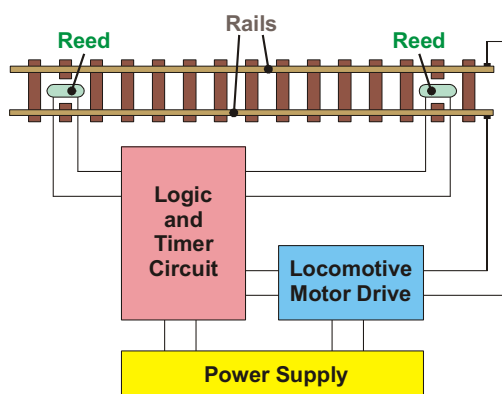 Reed
Rails
Reed
Logic
and
Timer
Circuit
Locomotive
Motor Drive
Power Supply